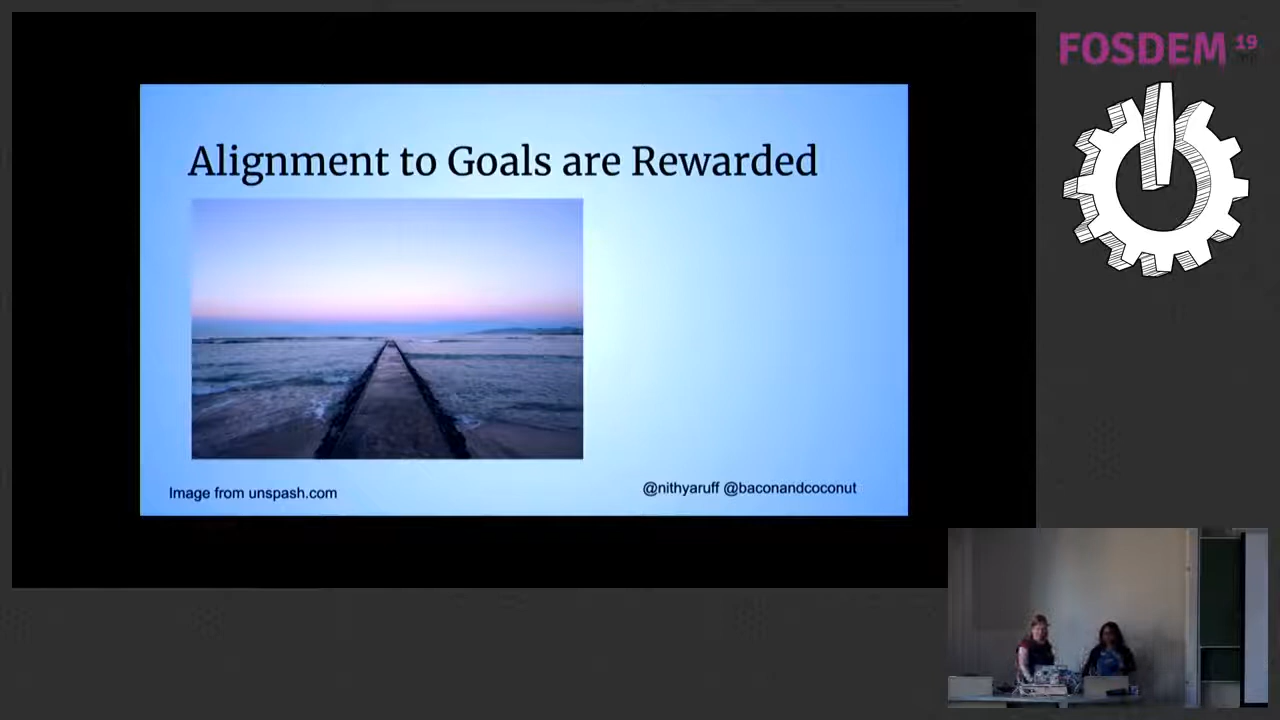 Alignment to Goals are Rewarded
Image from unspash.com
@nithyaruff @baconandcoconut
FOSDEM 19